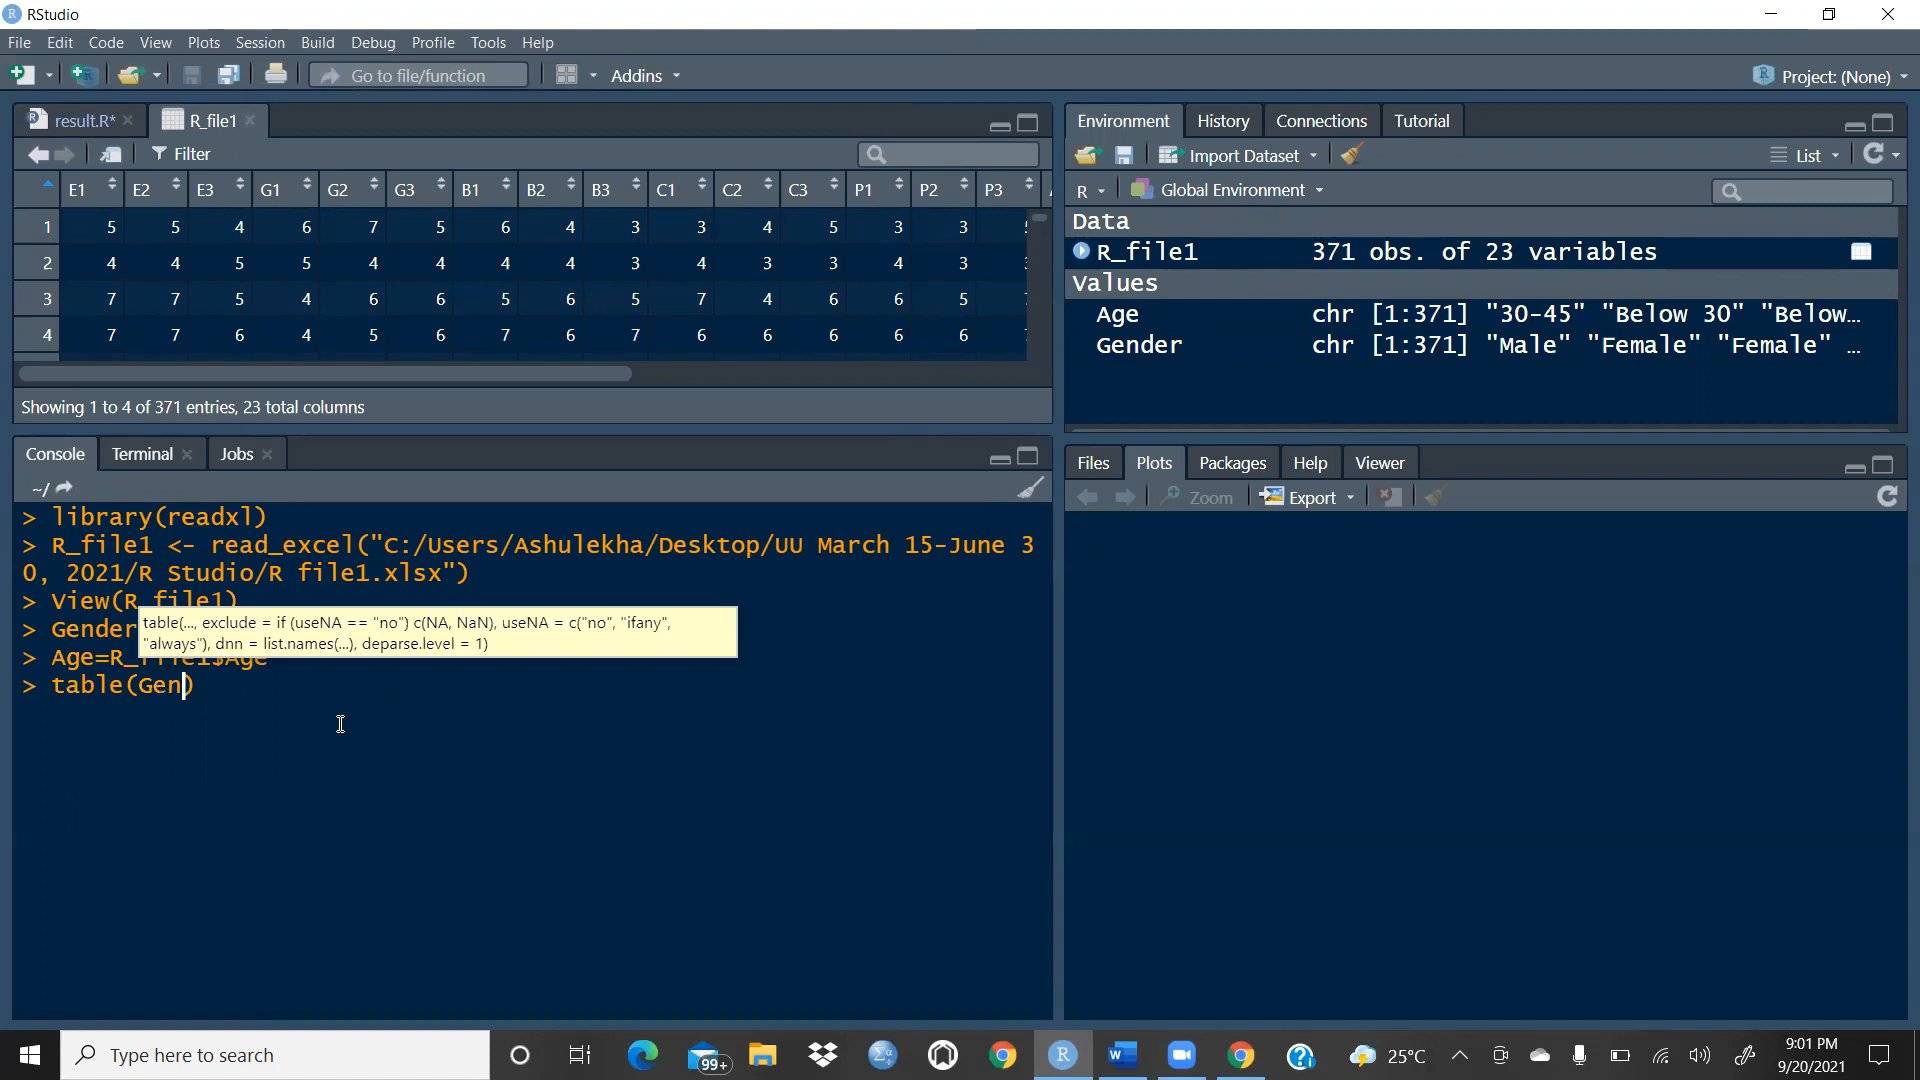 RStudio
File Edit Code View Plots Session Build Debug Profile Tools Help
Go to file/function Addins Project: (None)
result.R* R_file1
Filter
E1 E2 E3 G1 G2 G3 B1 B2 B3 C1 C2 C3 P1 P2 P3
1 5 5 4 6 7 5 6 4 3 3 4 5 3 3
2 4 4 5 5 4 4 4 4 3 4 3 3 4 3
3 7 7 5 4 6 6 5 6 5 7 4 6 6 5
4 7 7 6 4 5 6 7 6 7 6 6 6 6 6
Showing 1 to 4 of 371 entries, 23 total columns
Console Terminal Jobs
~/
> library(readxl)
> R_file1 <- read_excel("C:/Users/Ashulekha/Desktop/UU March 15-June 3
0, 2021/R Studio/R file1.xlsx")
> View(R_file1)
> Gender
table(..., exclude = if (useNA == "no") c(NA, NaN), useNA = c("no", "ifany",
"always"), dnn = list.names(...), deparse.level = 1)
> Age=R_file1$Age
> table(Gen)
Environment History Connections Tutorial
Import Dataset List
R Global Environment
Data
R_file1 371 obs. of 23 variables
Values
Age chr [1:371] "30-45" "Below 30" "Below…
Gender chr [1:371] "Male" "Female" "Female" …
Files Plots Packages Help Viewer
Zoom Export
Type here to search
99+
25°C
9:01 PM
9/20/2021